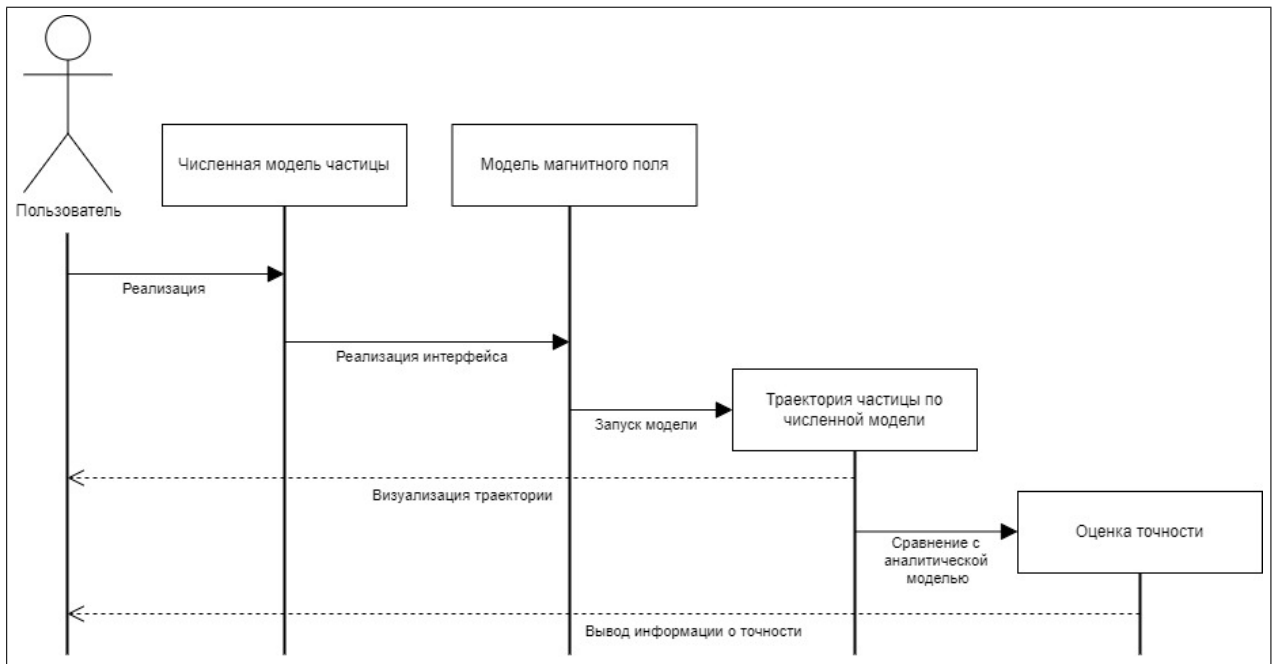 Численная модель частицы
Модель магнитного поля
Пользователь
Реализация
Реализация интерфейса
Траектория частицы по
численной модели
Запуск модели
Визуализация траектории
Оценка точности
Сравнение с
аналитической
моделью
Вывод информации о точности